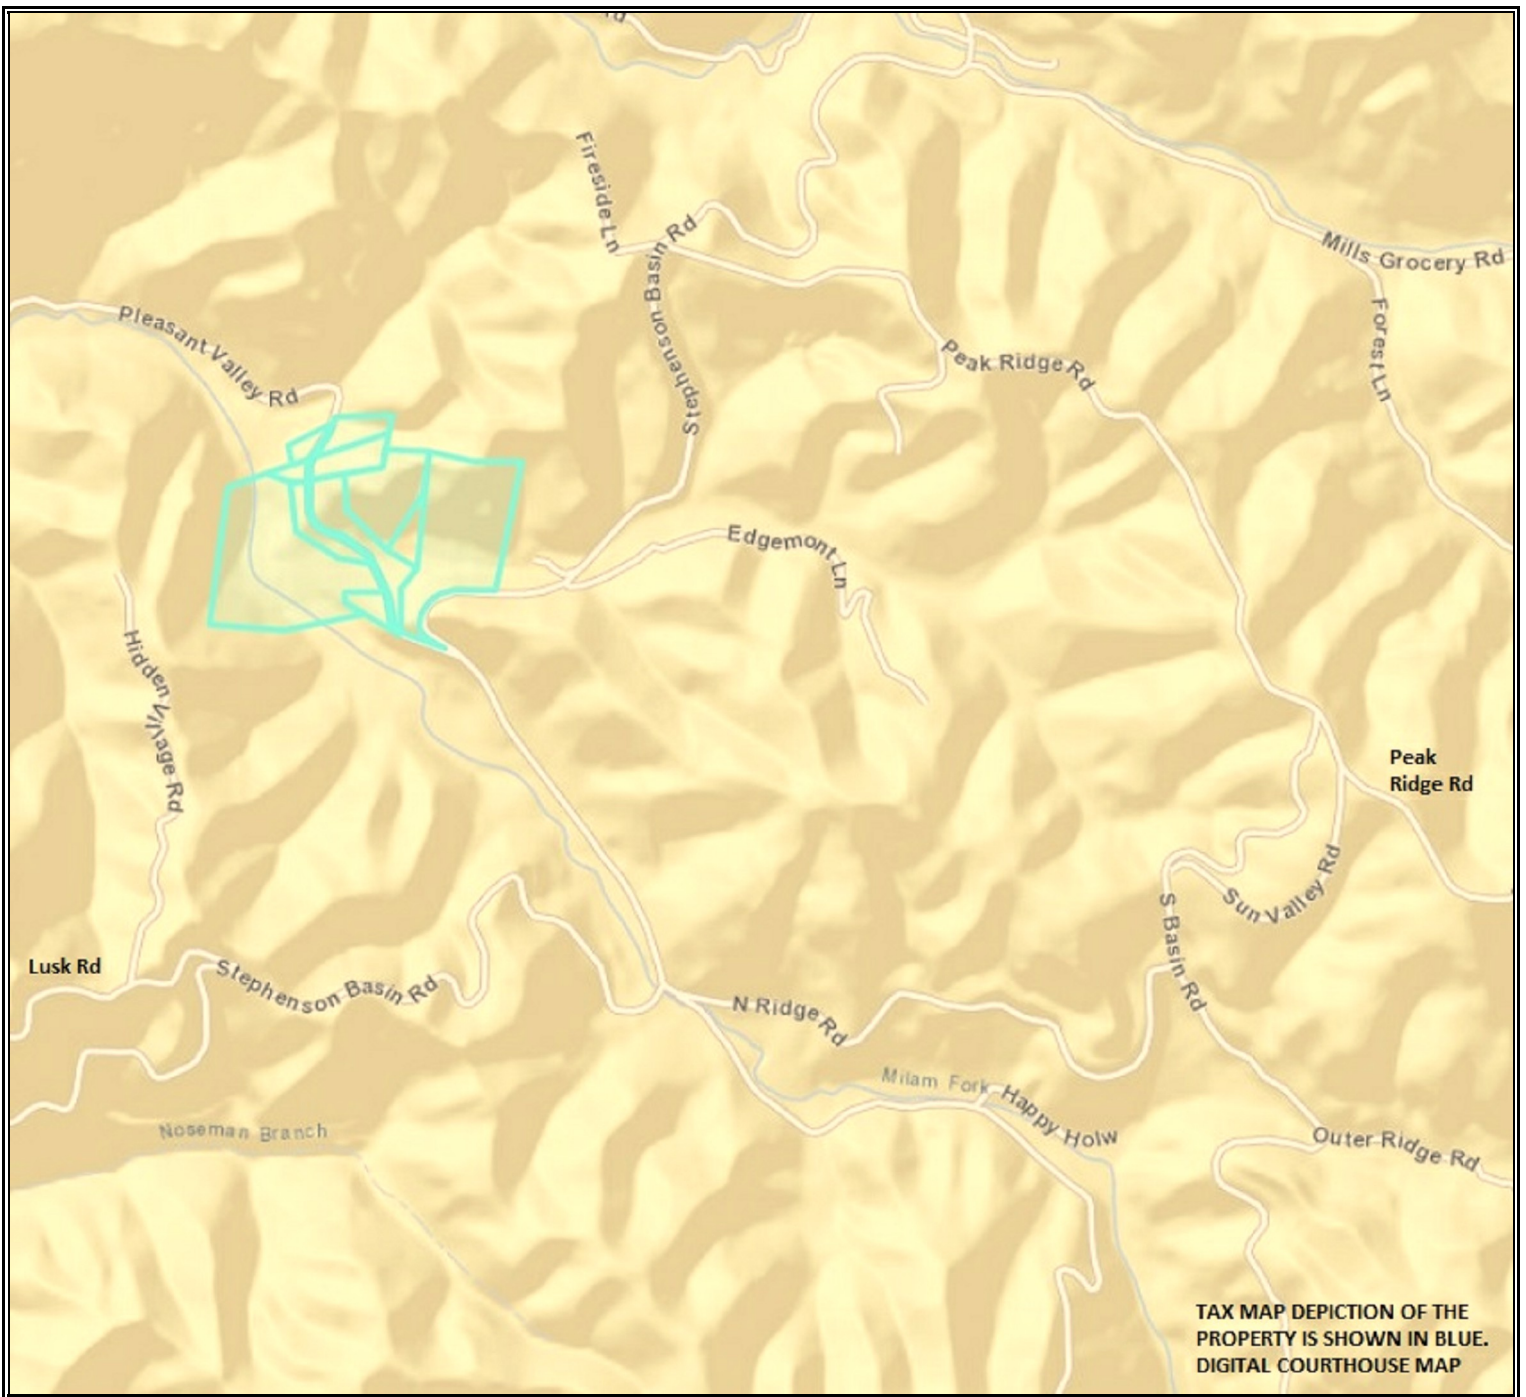 Fireside Ln
Stephenson Basin Rd
Mills Grocery Rd
Pleasant Valley Rd
Forest Ln
Peak Ridge Rd
Edgemont Ln
Hidden Village Rd
Peak
Ridge Rd
Sun Valley Rd
S Basin Rd
Lusk Rd
Stephenson Basin Rd
N Ridge Rd
Milam Fork
Happy Holw
Noseman Branch
Outer Ridge Rd
TAX MAP DEPICTION OF THE
PROPERTY IS SHOWN IN BLUE.
DIGITAL COURTHOUSE MAP